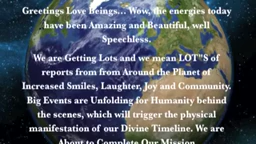 Greetings Love Beings... Wow, the energies today
have been Amazing and Beautiful, well
Speechless.
We are Getting Lots and we mean LOT"S of
reports from from Around the Planet of
Increased Smiles, Laughter, Joy and Community.
Big Events are Unfolding for Humanity behind
the scenes, which will trigger the physical
manifestation of our Divine Timeline. We are
About to Complete Our Mission